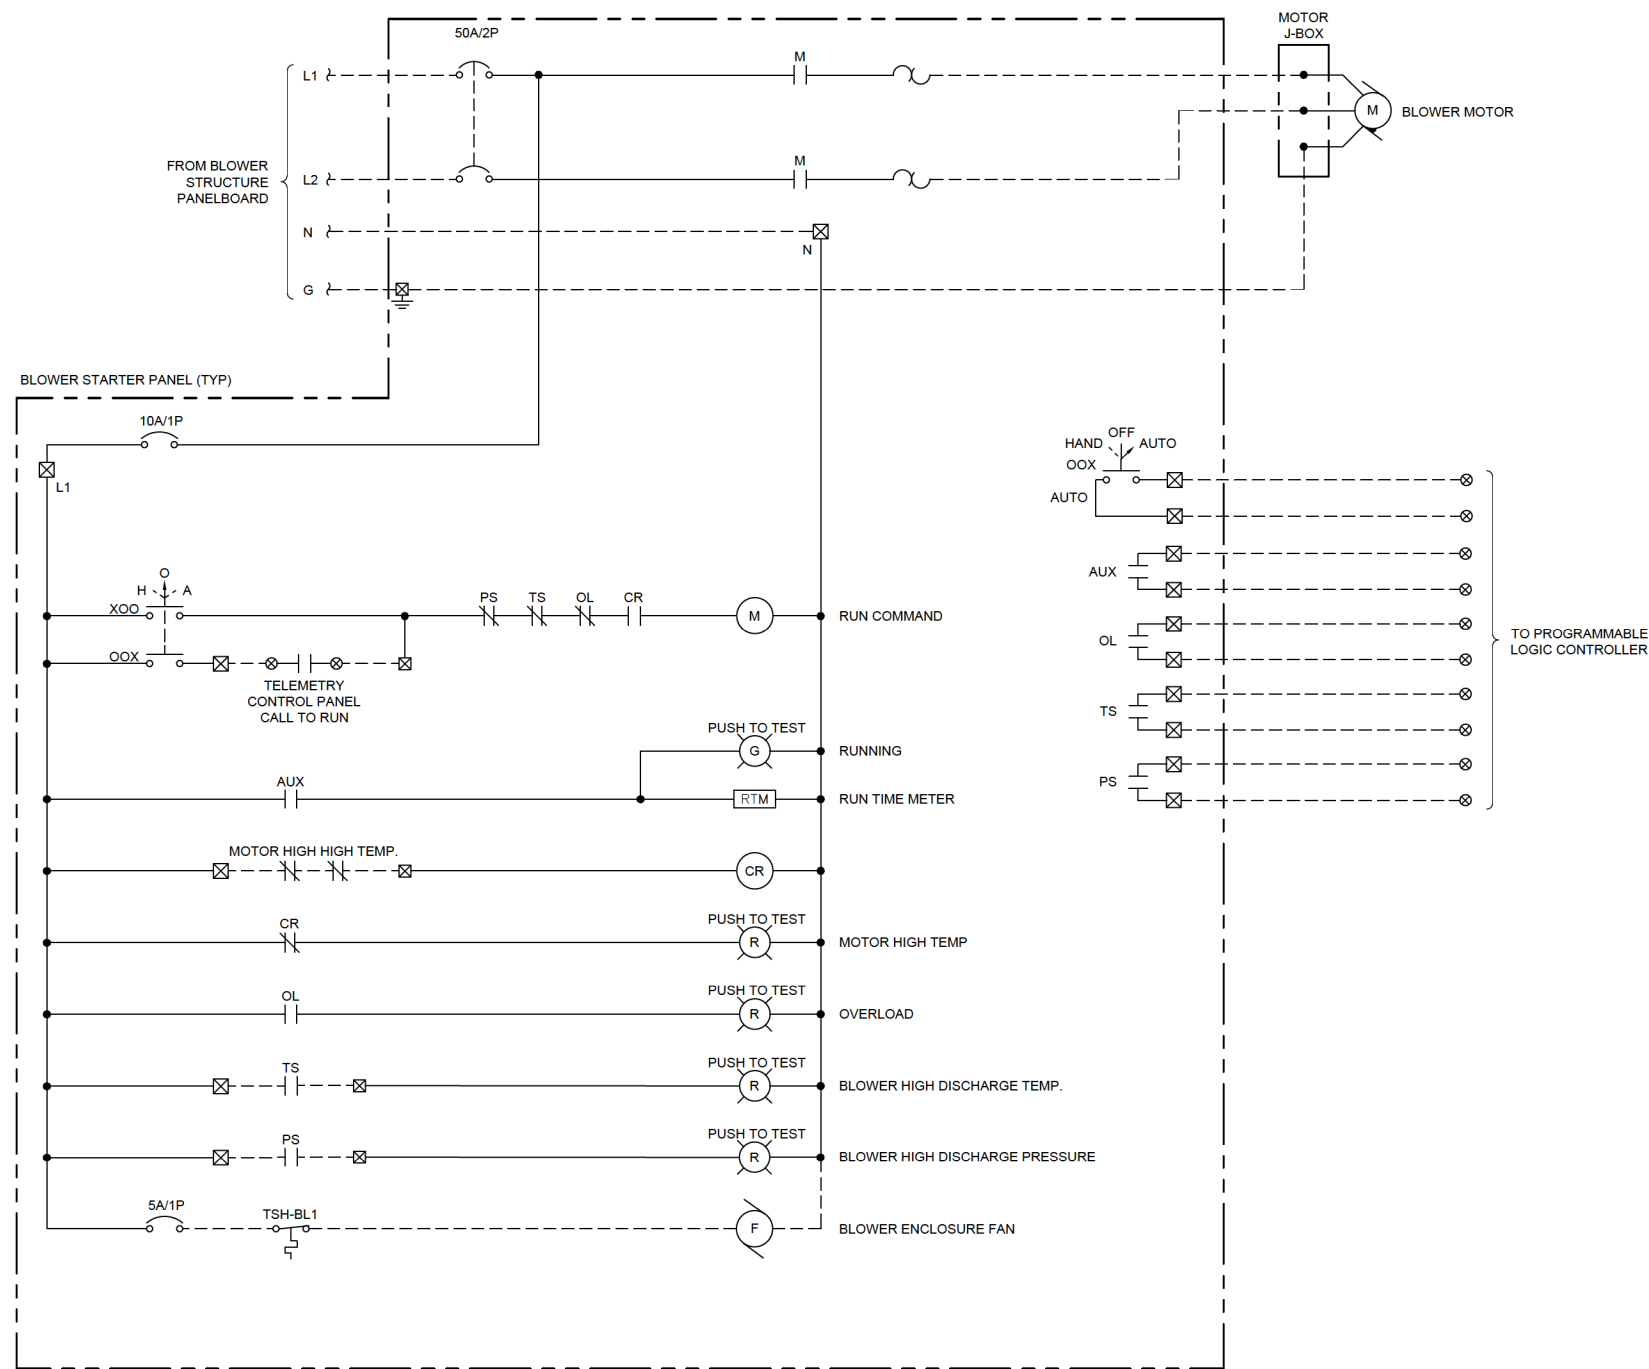 50A/2P
MOTOR
J-BOX
L1
M
M
BLOWER MOTOR
FROM BLOWER
STRUCTURE
PANELBOARD
L2
M
N
N
G
BLOWER STARTER PANEL (TYP)
10A/1P
L1
HAND
OFF
AUTO
OOX
AUTO
AUX
OL
TS
PS
TO PROGRAMMABLE
LOGIC CONTROLLER
H
O
A
XOO
PS
TS
OL
CR
M
RUN COMMAND
OOX
TELEMETRY
CONTROL PANEL
CALL TO RUN
PUSH TO TEST
G
RUNNING
AUX
RTM
RUN TIME METER
MOTOR HIGH HIGH TEMP.
CR
CR
PUSH TO TEST
R
MOTOR HIGH TEMP
OL
PUSH TO TEST
R
OVERLOAD
TS
PUSH TO TEST
R
BLOWER HIGH DISCHARGE TEMP.
PS
PUSH TO TEST
R
BLOWER HIGH DISCHARGE PRESSURE
5A/1P
TSH-BL1
F
BLOWER ENCLOSURE FAN